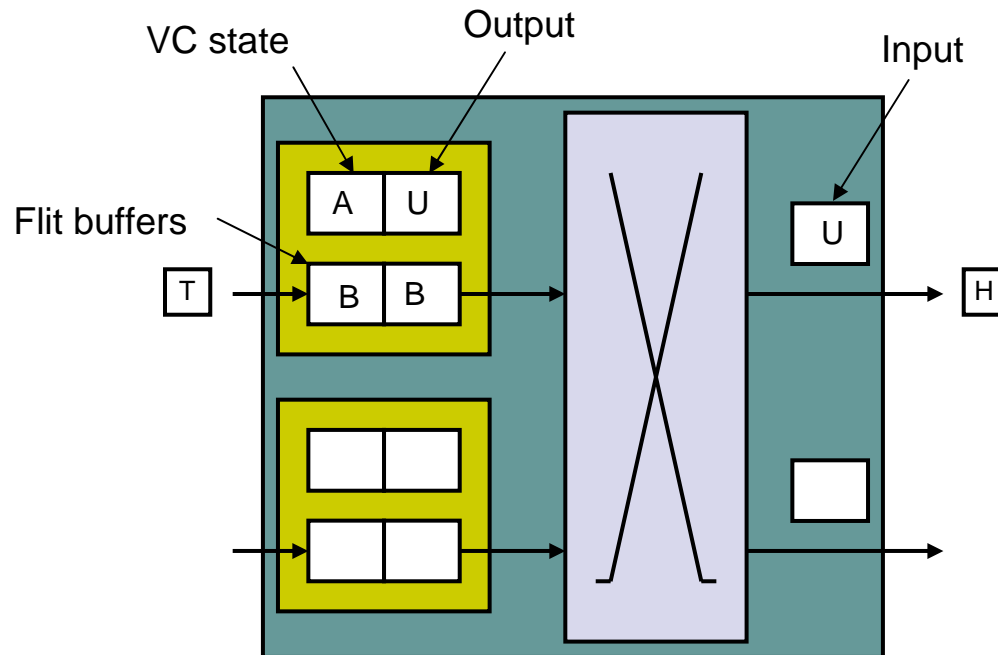 VC state
Output
Input
A U
U
Flit buffers
T
B B
H